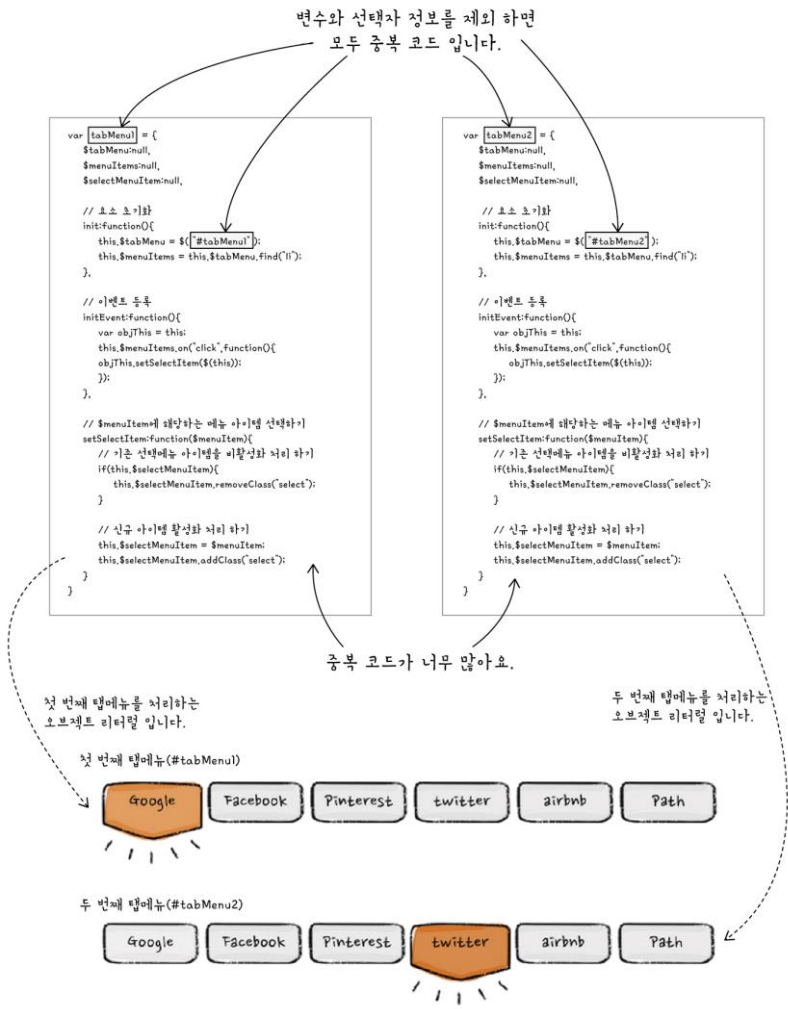 변수와 선택자 정보를 제외 하면
모두 중복 코드 입니다.
var tabMenu1 = {
$tabMenu:null,
$menuItems:null,
$selectMenuItem:null,
// 요소 초기화
init:function(){
this.$tabMenu = $("#tabMenu1");
this.$menuItems = this.$tabMenu.find("li");
},
// 이벤트 등록
initEvent:function(){
var objThis = this;
this.$menuItems.on("click",function(){
objThis.setSelectItem($(this));
});
},
// $menuItem에 해당하는 메뉴 아이템 선택하기
setSelectItem:function($menuItem){
// 기존 선택메뉴 아이템을 비활성화 처리 하기
if(this.$selectMenuItem){
this.$selectMenuItem.removeClass("select");
}
// 신규 아이템 활성화 처리 하기
this.$selectMenuItem = $menuItem;
this.$selectMenuItem.addClass("select");
}
}
var tabMenu2 = {
$tabMenu:null,
$menuItems:null,
$selectMenuItem:null,
// 요소 초기화
init:function(){
this.$tabMenu = $("#tabMenu2");
this.$menuItems = this.$tabMenu.find("li");
},
// 이벤트 등록
initEvent:function(){
var objThis = this;
this.$menuItems.on("click",function(){
objThis.setSelectItem($(this));
});
},
// $menuItem에 해당하는 메뉴 아이템 선택하기
setSelectItem:function($menuItem){
// 기존 선택메뉴 아이템을 비활성화 처리 하기
if(this.$selectMenuItem){
this.$selectMenuItem.removeClass("select");
}
// 신규 아이템 활성화 처리 하기
this.$selectMenuItem = $menuItem;
this.$selectMenuItem.addClass("select");
}
}
중복 코드가 너무 많아요.
첫 번째 탭메뉴를 처리하는
오브젝트 리터럴 입니다.
두 번째 탭메뉴를 처리하는
오브젝트 리터럴 입니다.
첫 번째 탭메뉴(#tabMenu1)
Google Facebook Pinterest twitter airbnb Path
두 번째 탭메뉴(#tabMenu2)
Google Facebook Pinterest twitter airbnb Path